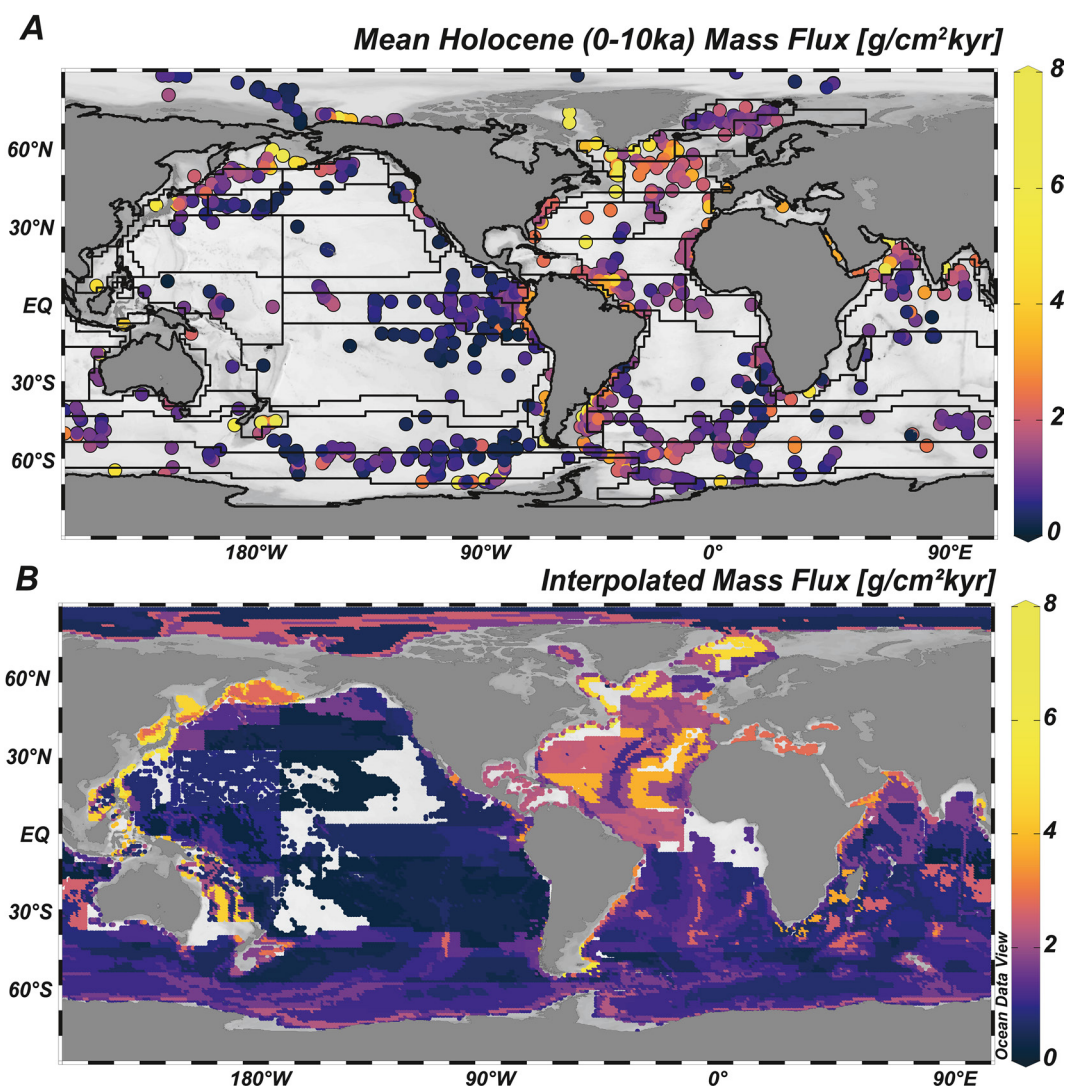 A
Mean Holocene (0-10ka) Mass Flux [g/cm²kyr]
8
60°N
6
30°N
EQ
4
30°S
2
60°S
0
180°W 90°W 0° 90°E
B
Interpolated Mass Flux [g/cm²kyr]
8
60°N
6
30°N
EQ
4
30°S
2
60°S
Ocean Data View
0
180°W 90°W 0° 90°E